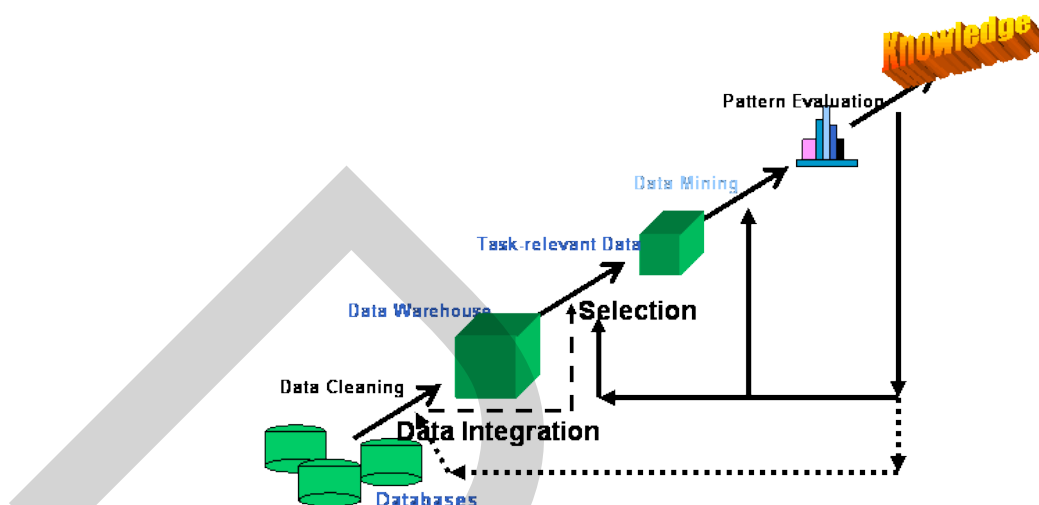 Knowledge
Pattern Evaluation
Data Mining
Task-relevant Data
Selection
Data Warehouse
Data Cleaning
Data Integration
Databases